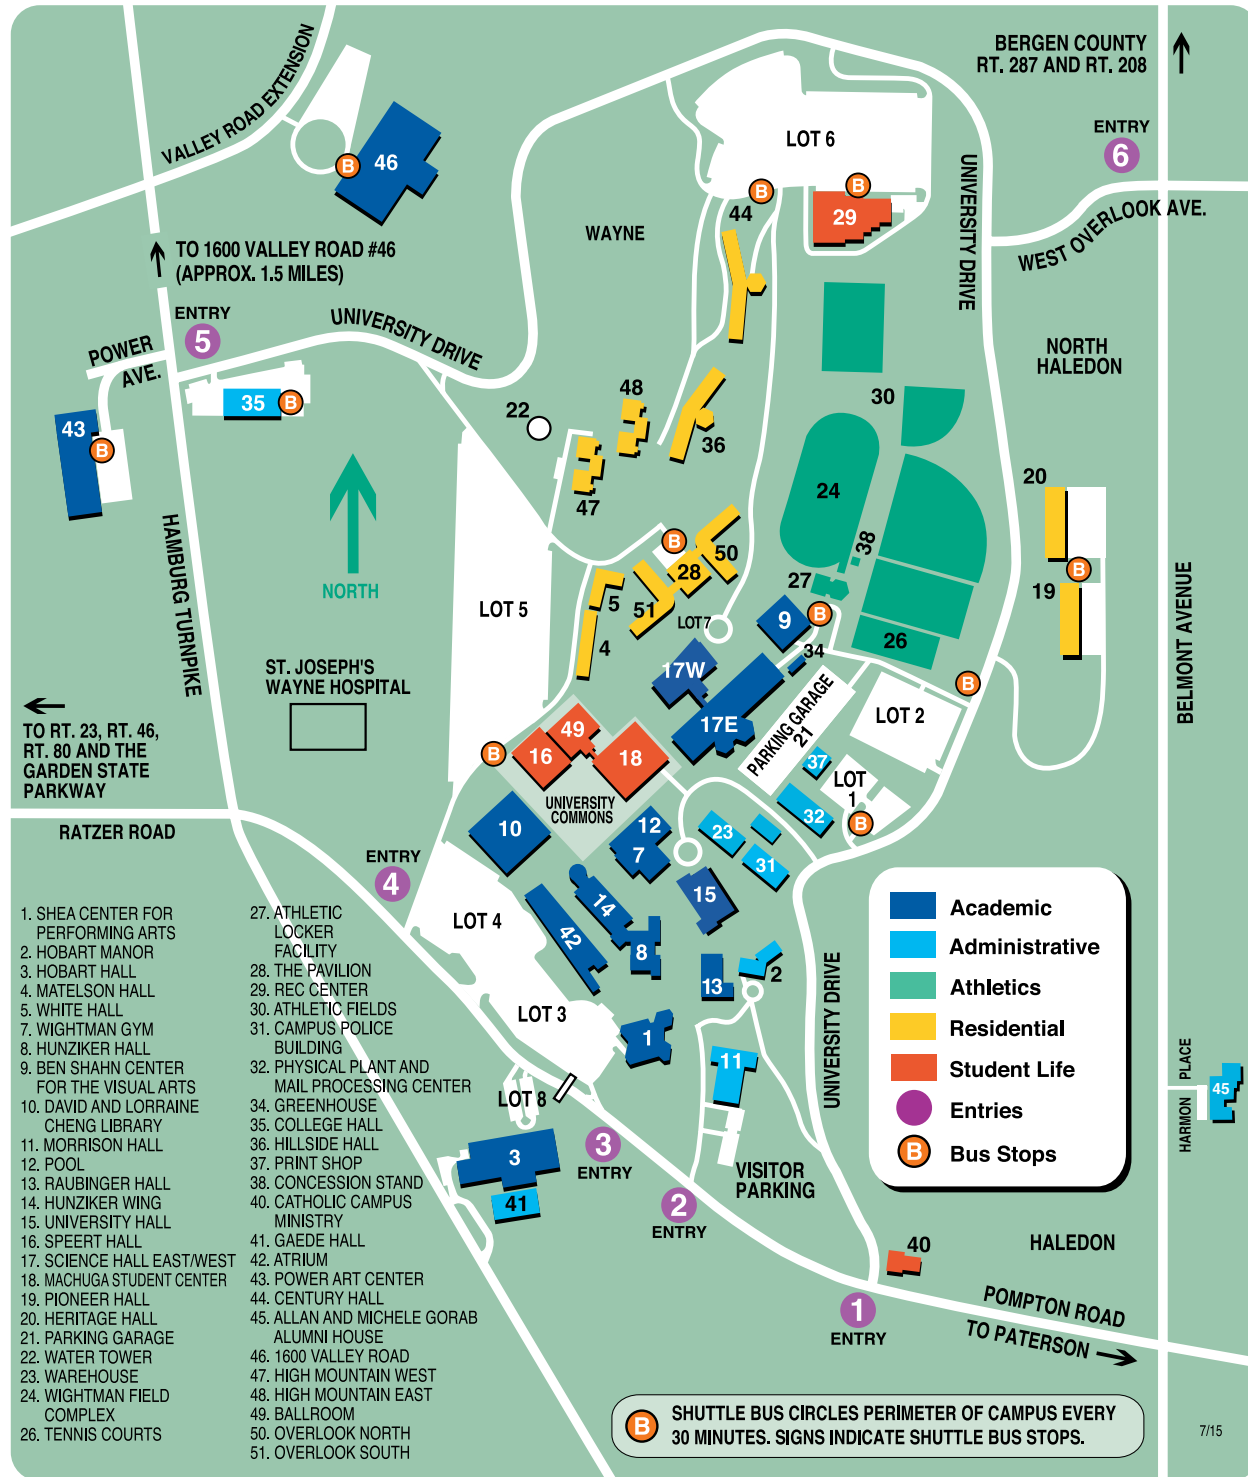 BERGEN COUNTY
RT. 287 AND RT. 208
VALLEY ROAD EXTENSION
LOT 6
ENTRY
6
B
46
B
B
UNIVERSITY DRIVE
44
29
WEST OVERLOOK AVE.
WAYNE
TO 1600 VALLEY ROAD #46
(APPROX. 1.5 MILES)
ENTRY
5
UNIVERSITY DRIVE
POWER
AVE.
NORTH
HALEDON
35
B
48
30
22
43
B
36
24
20
47
38
HAMBURG TURNPIKE
B
50
28
B
NORTH
LOT 5
5
51
27
19
4
LOT 7
9
B
26
34
17W
BELMONT AVENUE
ST. JOSEPH'S
WAYNE HOSPITAL
B
TO RT. 23, RT. 46,
RT. 80 AND THE
GARDEN STATE
PARKWAY
17E
PARKING GARAGE
21
LOT 2
49
B
16
18
37
LOT
1
UNIVERSITY
COMMONS
32
B
RATZER ROAD
10
12
23
7
31
ENTRY
4
15
14
LOT 4
42
8
2
13
LOT 3
1
11
UNIVERSITY DRIVE
Academic
Administrative
Athletics
Residential
Student Life
Entries
B
Bus Stops
HARMON PLACE
45
LOT 8
3
3
ENTRY
41
2
ENTRY
VISITOR
PARKING
40
HALEDON
1
ENTRY
POMPTON ROAD
TO PATERSON
1. SHEA CENTER FOR
PERFORMING ARTS
2. HOBART MANOR
3. HOBART HALL
4. MATELSON HALL
5. WHITE HALL
7. WIGHTMAN GYM
8. HUNZIKER HALL
9. BEN SHAHN CENTER
FOR THE VISUAL ARTS
10. DAVID AND LORRAINE
CHENG LIBRARY
11. MORRISON HALL
12. POOL
13. RAUBINGER HALL
14. HUNZIKER WING
15. UNIVERSITY HALL
16. SPEERT HALL
17. SCIENCE HALL EAST/WEST
18. MACHUGA STUDENT CENTER
19. PIONEER HALL
20. HERITAGE HALL
21. PARKING GARAGE
22. WATER TOWER
23. WAREHOUSE
24. WIGHTMAN FIELD
COMPLEX
26. TENNIS COURTS
27. ATHLETIC
LOCKER
FACILITY
28. THE PAVILION
29. REC CENTER
30. ATHLETIC FIELDS
31. CAMPUS POLICE
BUILDING
32. PHYSICAL PLANT AND
MAIL PROCESSING CENTER
34. GREENHOUSE
35. COLLEGE HALL
36. HILLSIDE HALL
37. PRINT SHOP
38. CONCESSION STAND
40. CATHOLIC CAMPUS
MINISTRY
41. GAEDE HALL
42. ATRIUM
43. POWER ART CENTER
44. CENTURY HALL
45. ALLAN AND MICHELE GORAB
ALUMNI HOUSE
46. 1600 VALLEY ROAD
47. HIGH MOUNTAIN WEST
48. HIGH MOUNTAIN EAST
49. BALLROOM
50. OVERLOOK NORTH
51. OVERLOOK SOUTH
B
SHUTTLE BUS CIRCLES PERIMETER OF CAMPUS EVERY
30 MINUTES. SIGNS INDICATE SHUTTLE BUS STOPS.
7/15